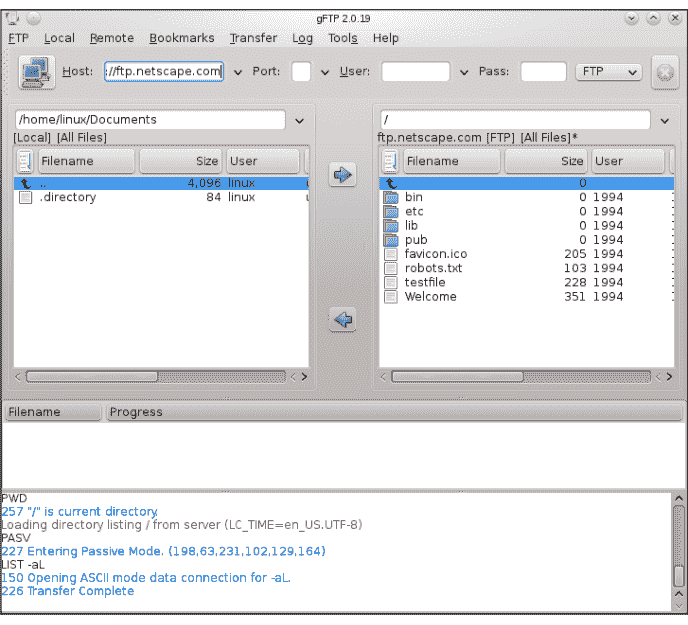 gFTP 2.0.19
FTP Local Remote Bookmarks Transfer Log Tools Help
Host: ://ftp.netscape.com Port: User: Pass: FTP
/home/linux/Documents
[Local] [All Files]
Filename Size User
.. 4,096 linux
.directory 84 linux
/
ftp.netscape.com [FTP] [All Files]*
Filename Size User
0
bin 0 1994
etc 0 1994
lib 0 1994
pub 0 1994
favicon.ico 205 1994
robots.txt 103 1994
testfile 228 1994
Welcome 351 1994
Filename Progress
PWD
257 "/" is current directory.
Loading directory listing / from server (LC_TIME=en_US.UTF-8)
PASV
227 Entering Passive Mode. (198,63,231,102,129,164)
LIST -aL
150 Opening ASCII mode data connection for -aL.
226 Transfer Complete